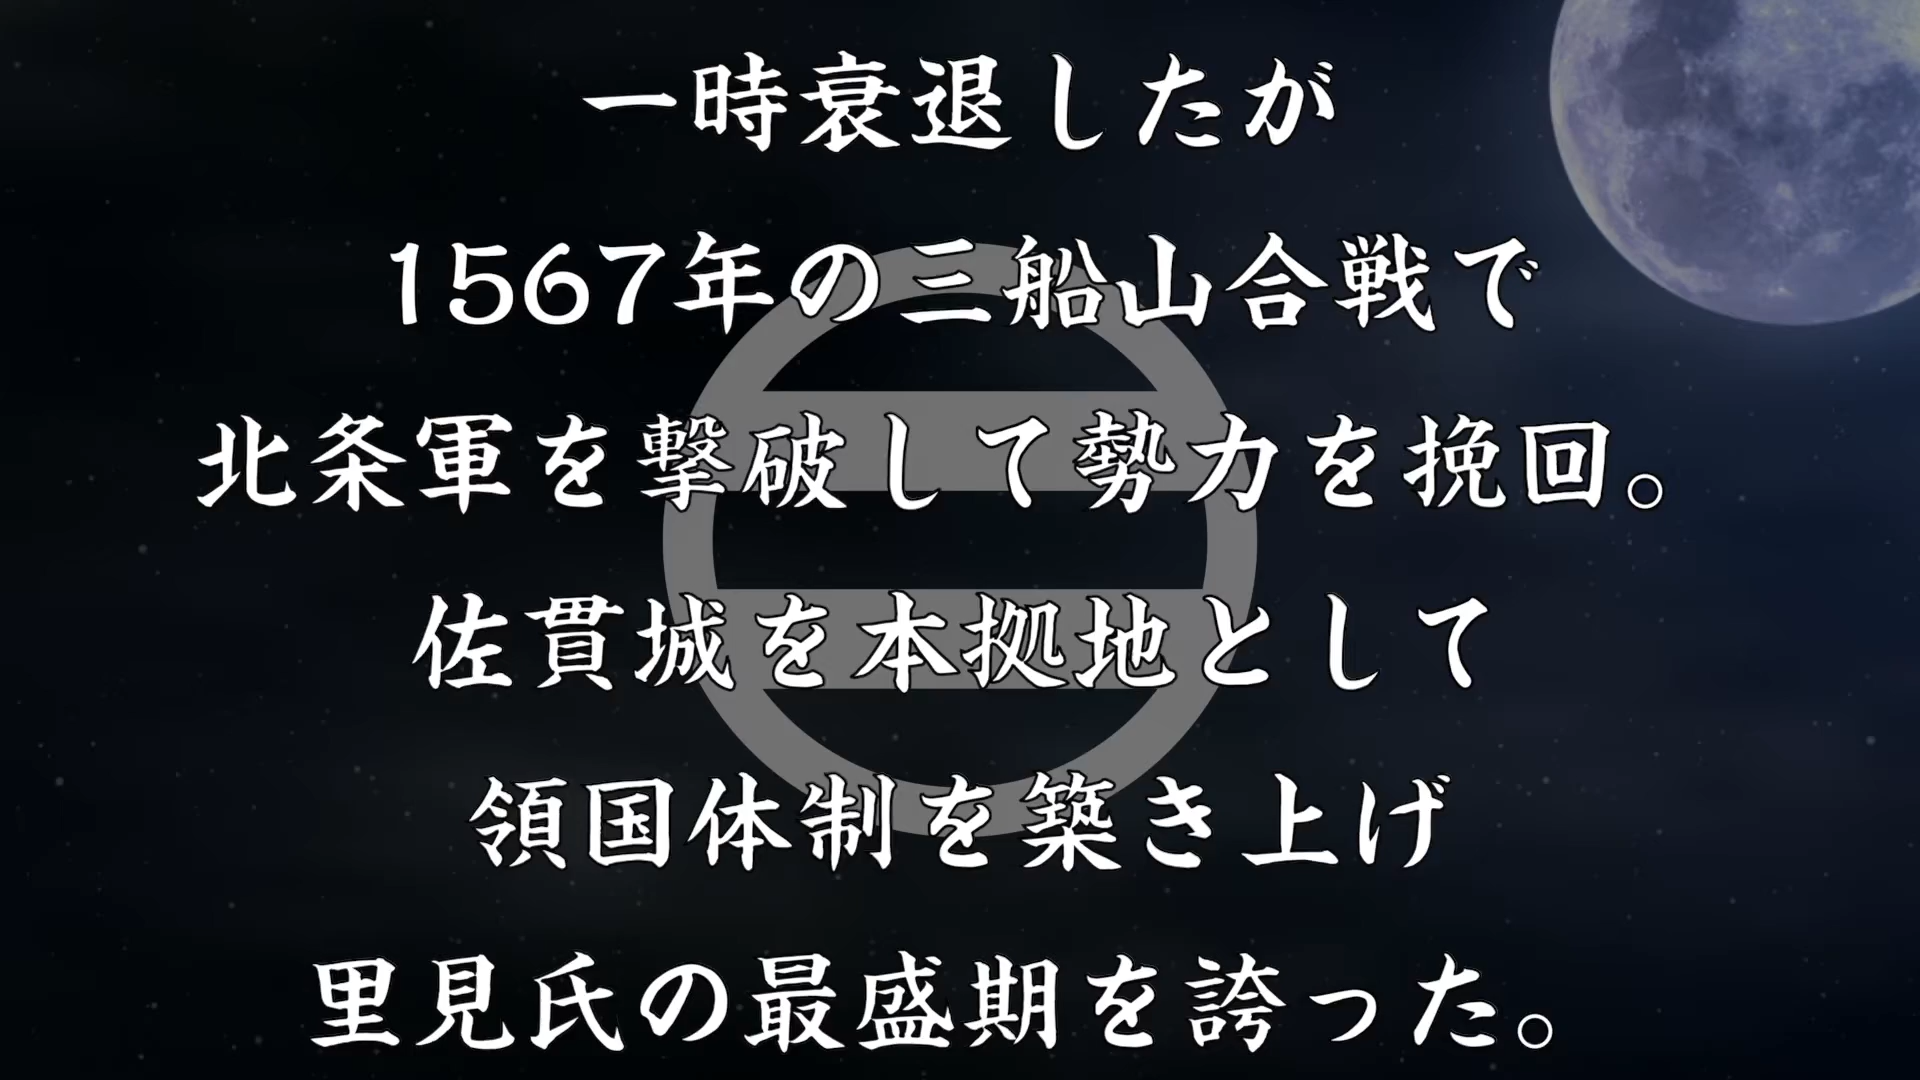 一時衰退したが
1567年の三船山合戦で
北条軍を撃破して勢力を挽回。
佐貫城を本拠地として
領国体制を築き上げ
里見氏の最盛期を誇った。